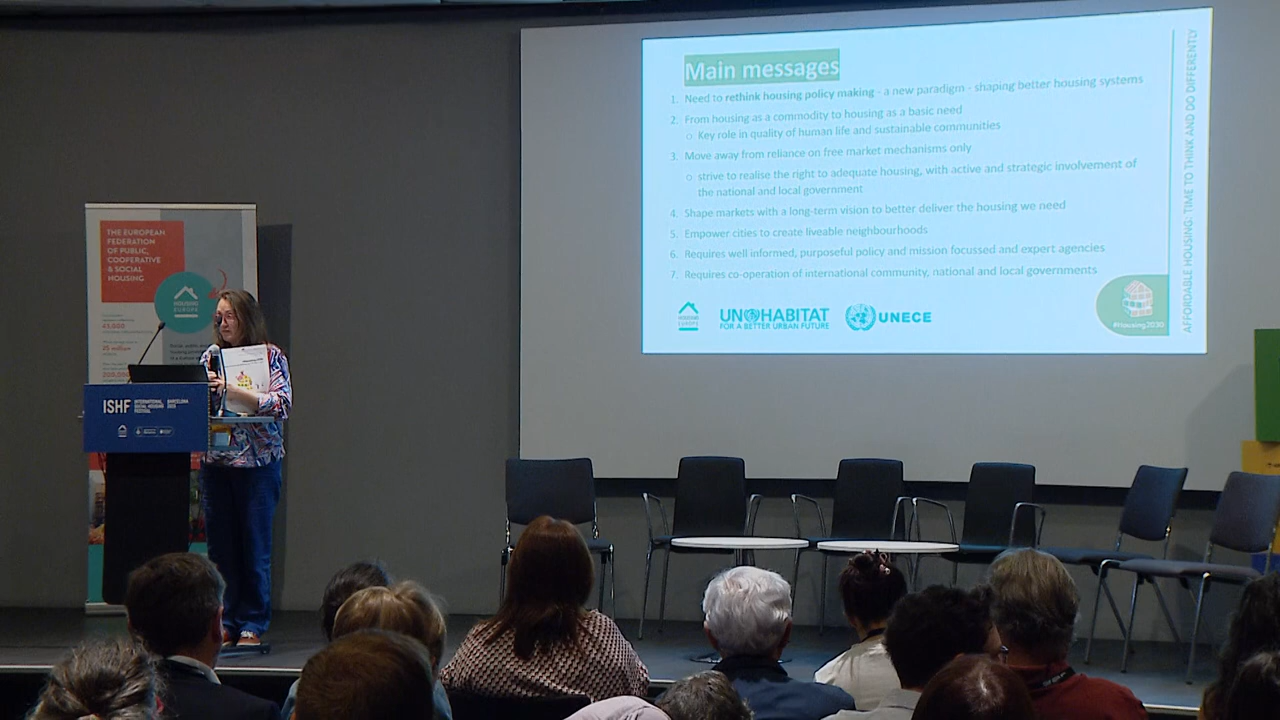 Main messages
1. Need to rethink housing policy making - a new paradigm - shaping better housing systems
2. From housing as a commodity to housing as a basic need
o Key role in quality of human life and sustainable communities
3. Move away from reliance on free market mechanisms only
o strive to realise the right to adequate housing, with active and strategic involvement of
the national and local government
4. Shape markets with a long-term vision to better deliver the housing we need
5. Empower cities to create liveable neighbourhoods
6. Requires well informed, purposeful policy and mission focussed and expert agencies
7. Requires co-operation of international community, national and local governments
HOUSING
EUROPE
UN HABITAT
FOR A BETTER URBAN FUTURE
UNECE
#Housing2030
AFFORDABLE HOUSING: TIME TO THINK AND DO DIFFERENTLY
THE EUROPEAN
FEDERATION
OF PUBLIC,
COOPERATIVE
& SOCIAL
HOUSING
HOUSING
EUROPE
ISHF
INTERNATIONAL
SOCIAL HOUSING
FESTIVAL
BARCELONA